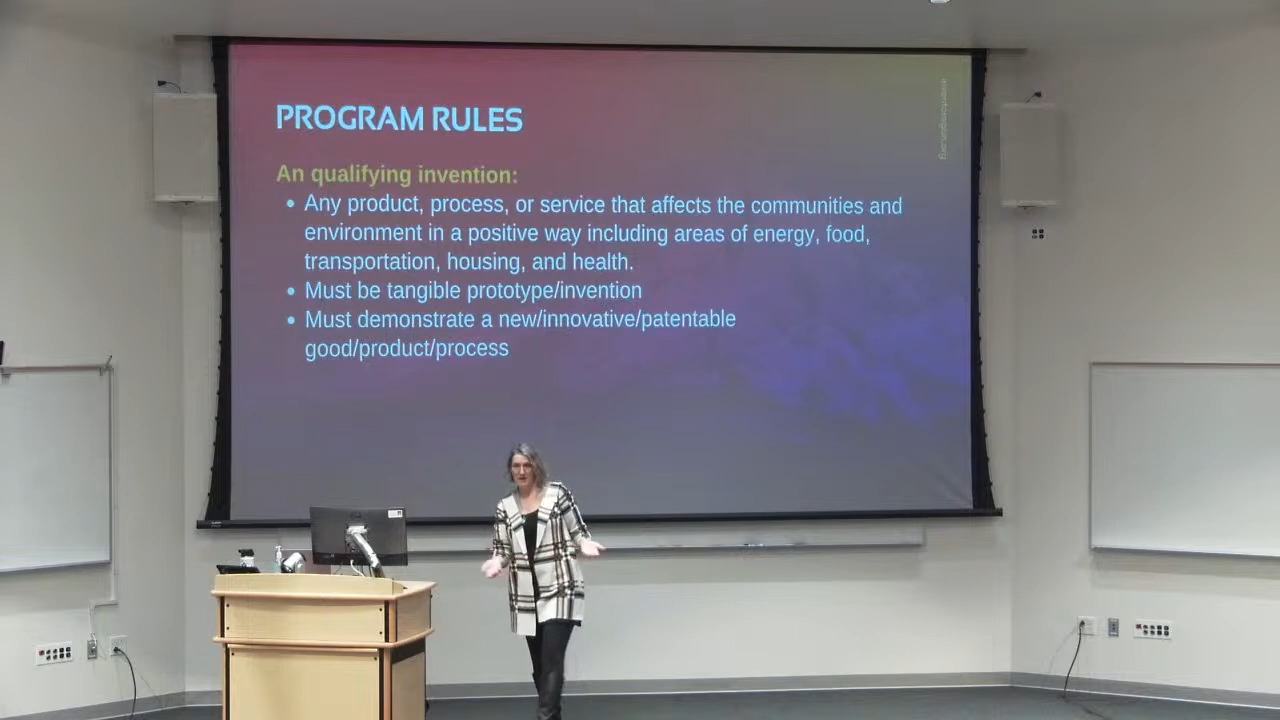 PROGRAM RULES
An qualifying invention:
• Any product, process, or service that affects the communities and
environment in a positive way including areas of energy, food,
transportation, housing, and health.
• Must be tangible prototype/invention
• Must demonstrate a new/innovative/patentable
good/product/process